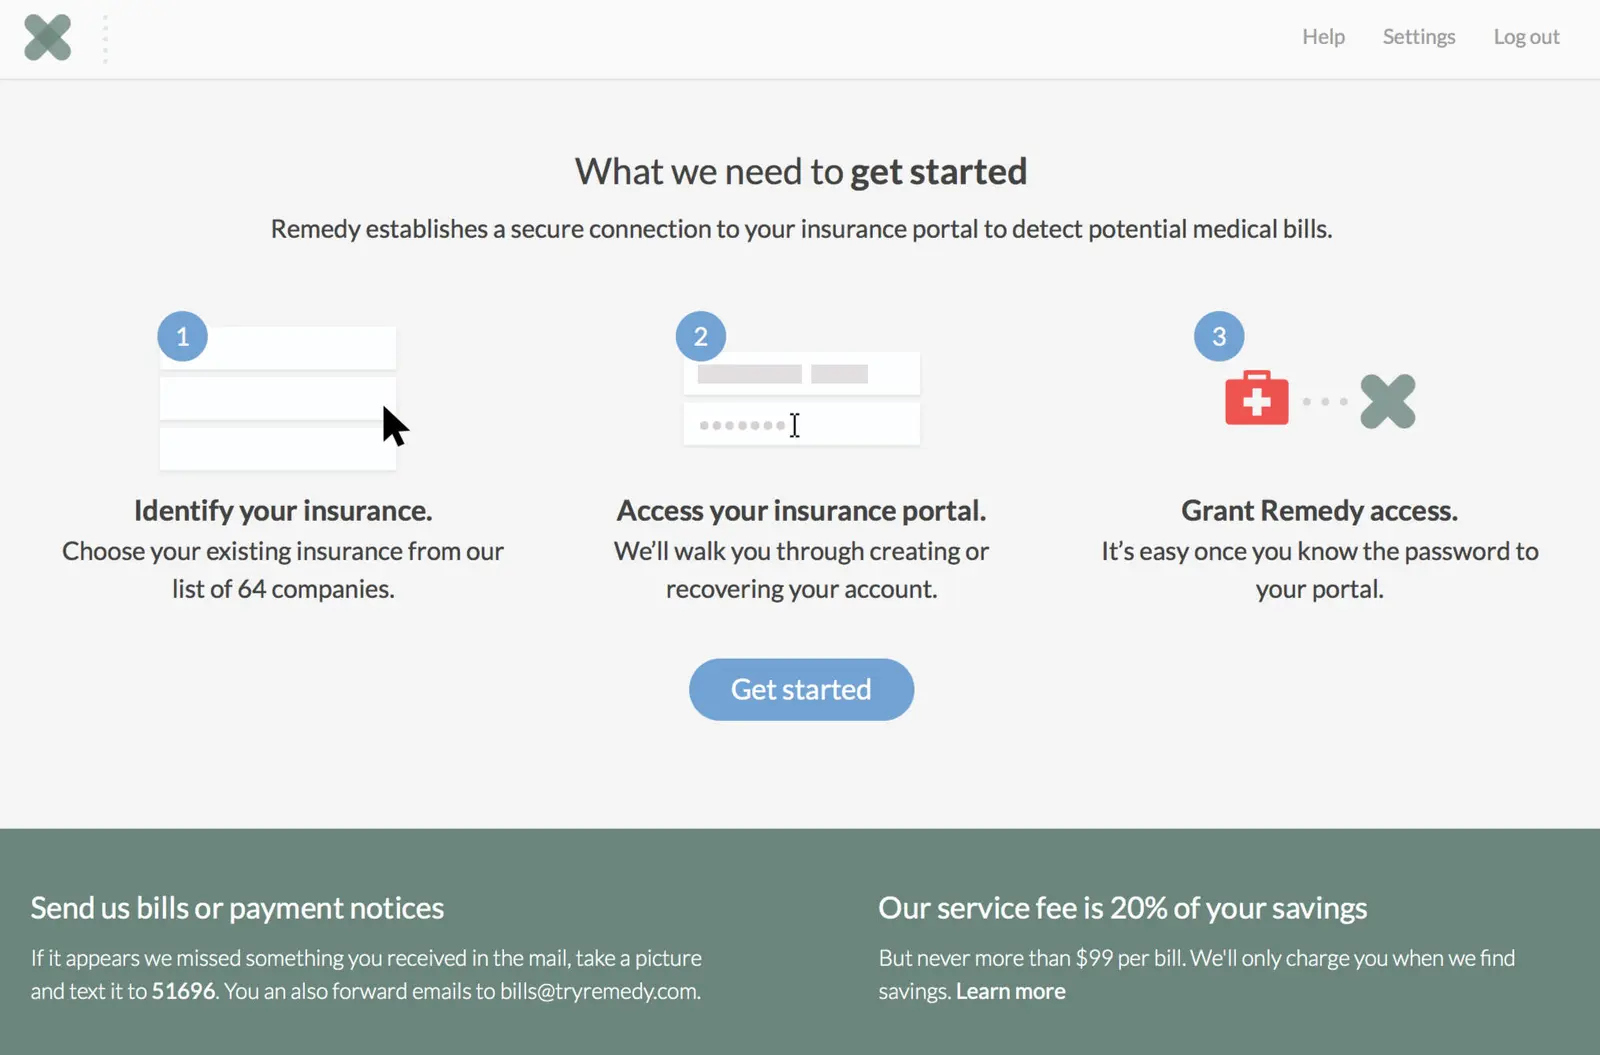 Help Settings Log out
What we need to get started
Remedy establishes a secure connection to your insurance portal to detect potential medical bills.
1
Identify your insurance.
Choose your existing insurance from our
list of 64 companies.
2
Access your insurance portal.
We’ll walk you through creating or
recovering your account.
3
Grant Remedy access.
It’s easy once you know the password to
your portal.
Get started
Send us bills or payment notices
If it appears we missed something you received in the mail, take a picture
and text it to 51696. You an also forward emails to bills@tryremedy.com.
Our service fee is 20% of your savings
But never more than $99 per bill. We'll only charge you when we find
savings. Learn more